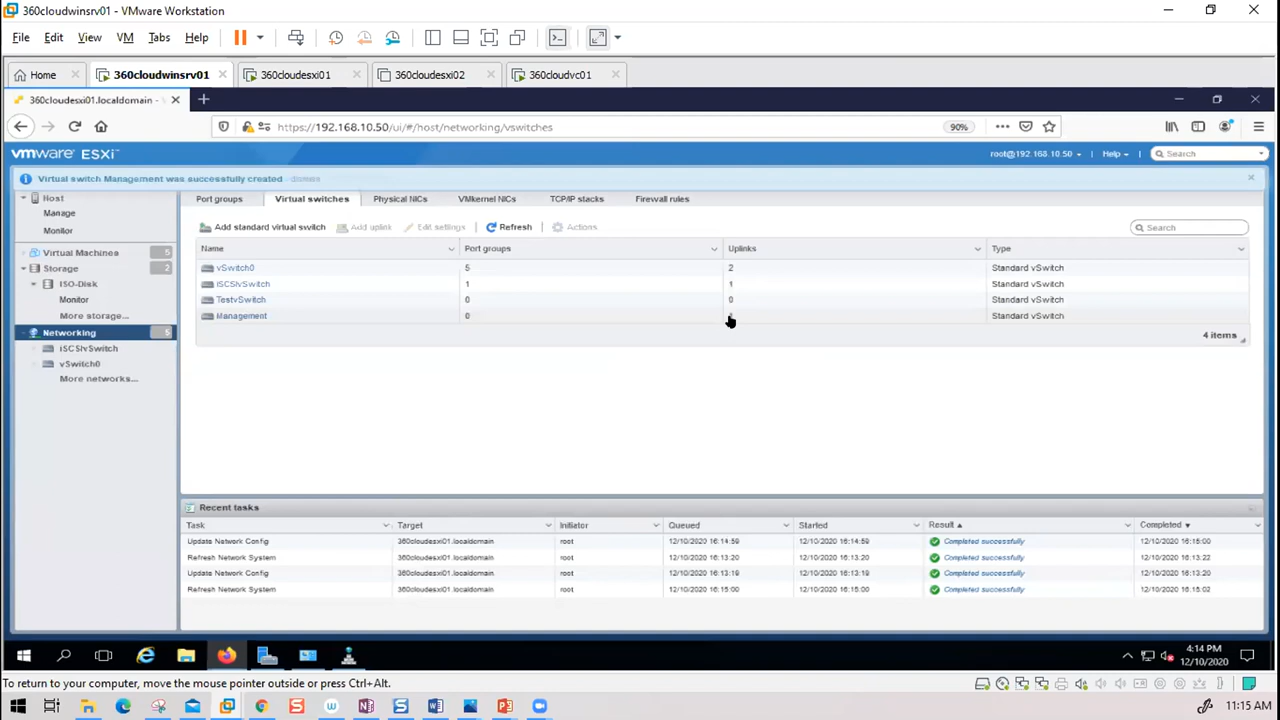 360cloudwinsrv01 - VMware Workstation
File Edit View VM Tabs Help
Home 360cloudwinsrv01 360cloudesxi01 360cloudesxi02 360cloudvc01
360cloudesxi01.localdomain -
https://192.168.10.50/ui/#/host/networking/vswitches 90%
vmware ESXi root@192.168.10.50 Help Search
Virtual switch Management was successfully created - dismiss
Host
Manage
Monitor
Virtual Machines 5
Storage 2
ISO-Disk
Monitor
More storage...
Networking 5
iSCSIvSwitch
vSwitch0
More networks...
Port groups Virtual switches Physical NICs VMkernel NICs TCP/IP stacks Firewall rules
Add standard virtual switch Add uplink Edit settings Refresh Actions Search
Name Port groups Uplinks Type
vSwitch0 5 2 Standard vSwitch
iSCSIvSwitch 1 1 Standard vSwitch
TestvSwitch 0 0 Standard vSwitch
Management 0 Standard vSwitch
4 items
Recent tasks
Task Target Initiator Queued Started Result Completed
Update Network Config 360cloudesxi01.localdomain root 12/10/2020 16:14:59 12/10/2020 16:14:59 Completed successfully 12/10/2020 16:15:00
Refresh Network System 360cloudesxi01.localdomain root 12/10/2020 16:13:20 12/10/2020 16:13:20 Completed successfully 12/10/2020 16:13:22
Update Network Config 360cloudesxi01.localdomain root 12/10/2020 16:13:19 12/10/2020 16:13:19 Completed successfully 12/10/2020 16:13:20
Refresh Network System 360cloudesxi01.localdomain root 12/10/2020 16:15:00 12/10/2020 16:15:00 Completed successfully 12/10/2020 16:15:02
4:14 PM
12/10/2020
To return to your computer, move the mouse pointer outside or press Ctrl+Alt.
11:15 AM